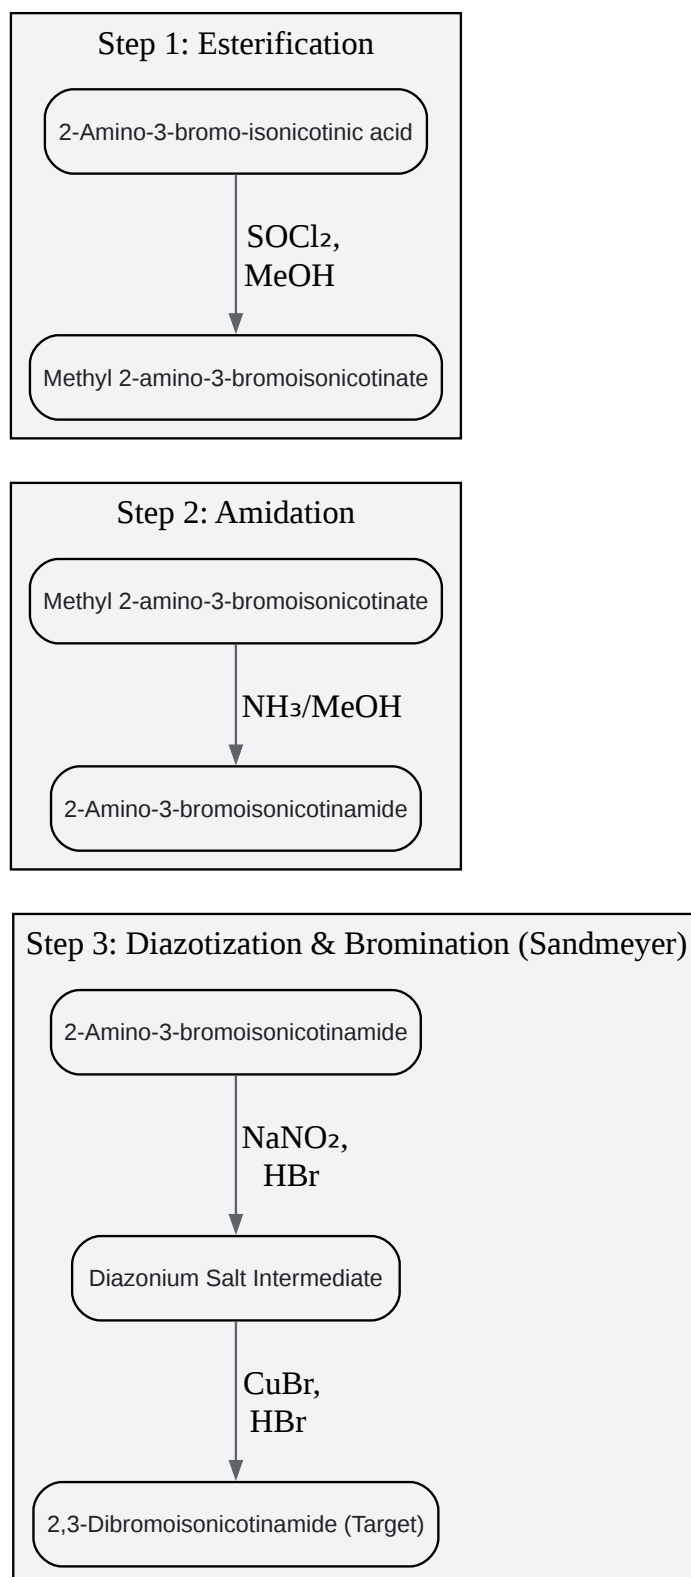 Step 1: Esterification
2-Amino-3-bromo-isonicotinic acid
SOCl₂,
MeOH
Methyl 2-amino-3-bromoisonicotinate
Step 2: Amidation
Methyl 2-amino-3-bromoisonicotinate
NH₃/MeOH
2-Amino-3-bromoisonicotinamide
Step 3: Diazotization & Bromination (Sandmeyer)
2-Amino-3-bromoisonicotinamide
NaNO₂,
HBr
Diazonium Salt Intermediate
CuBr,
HBr
2,3-Dibromoisonicotinamide (Target)